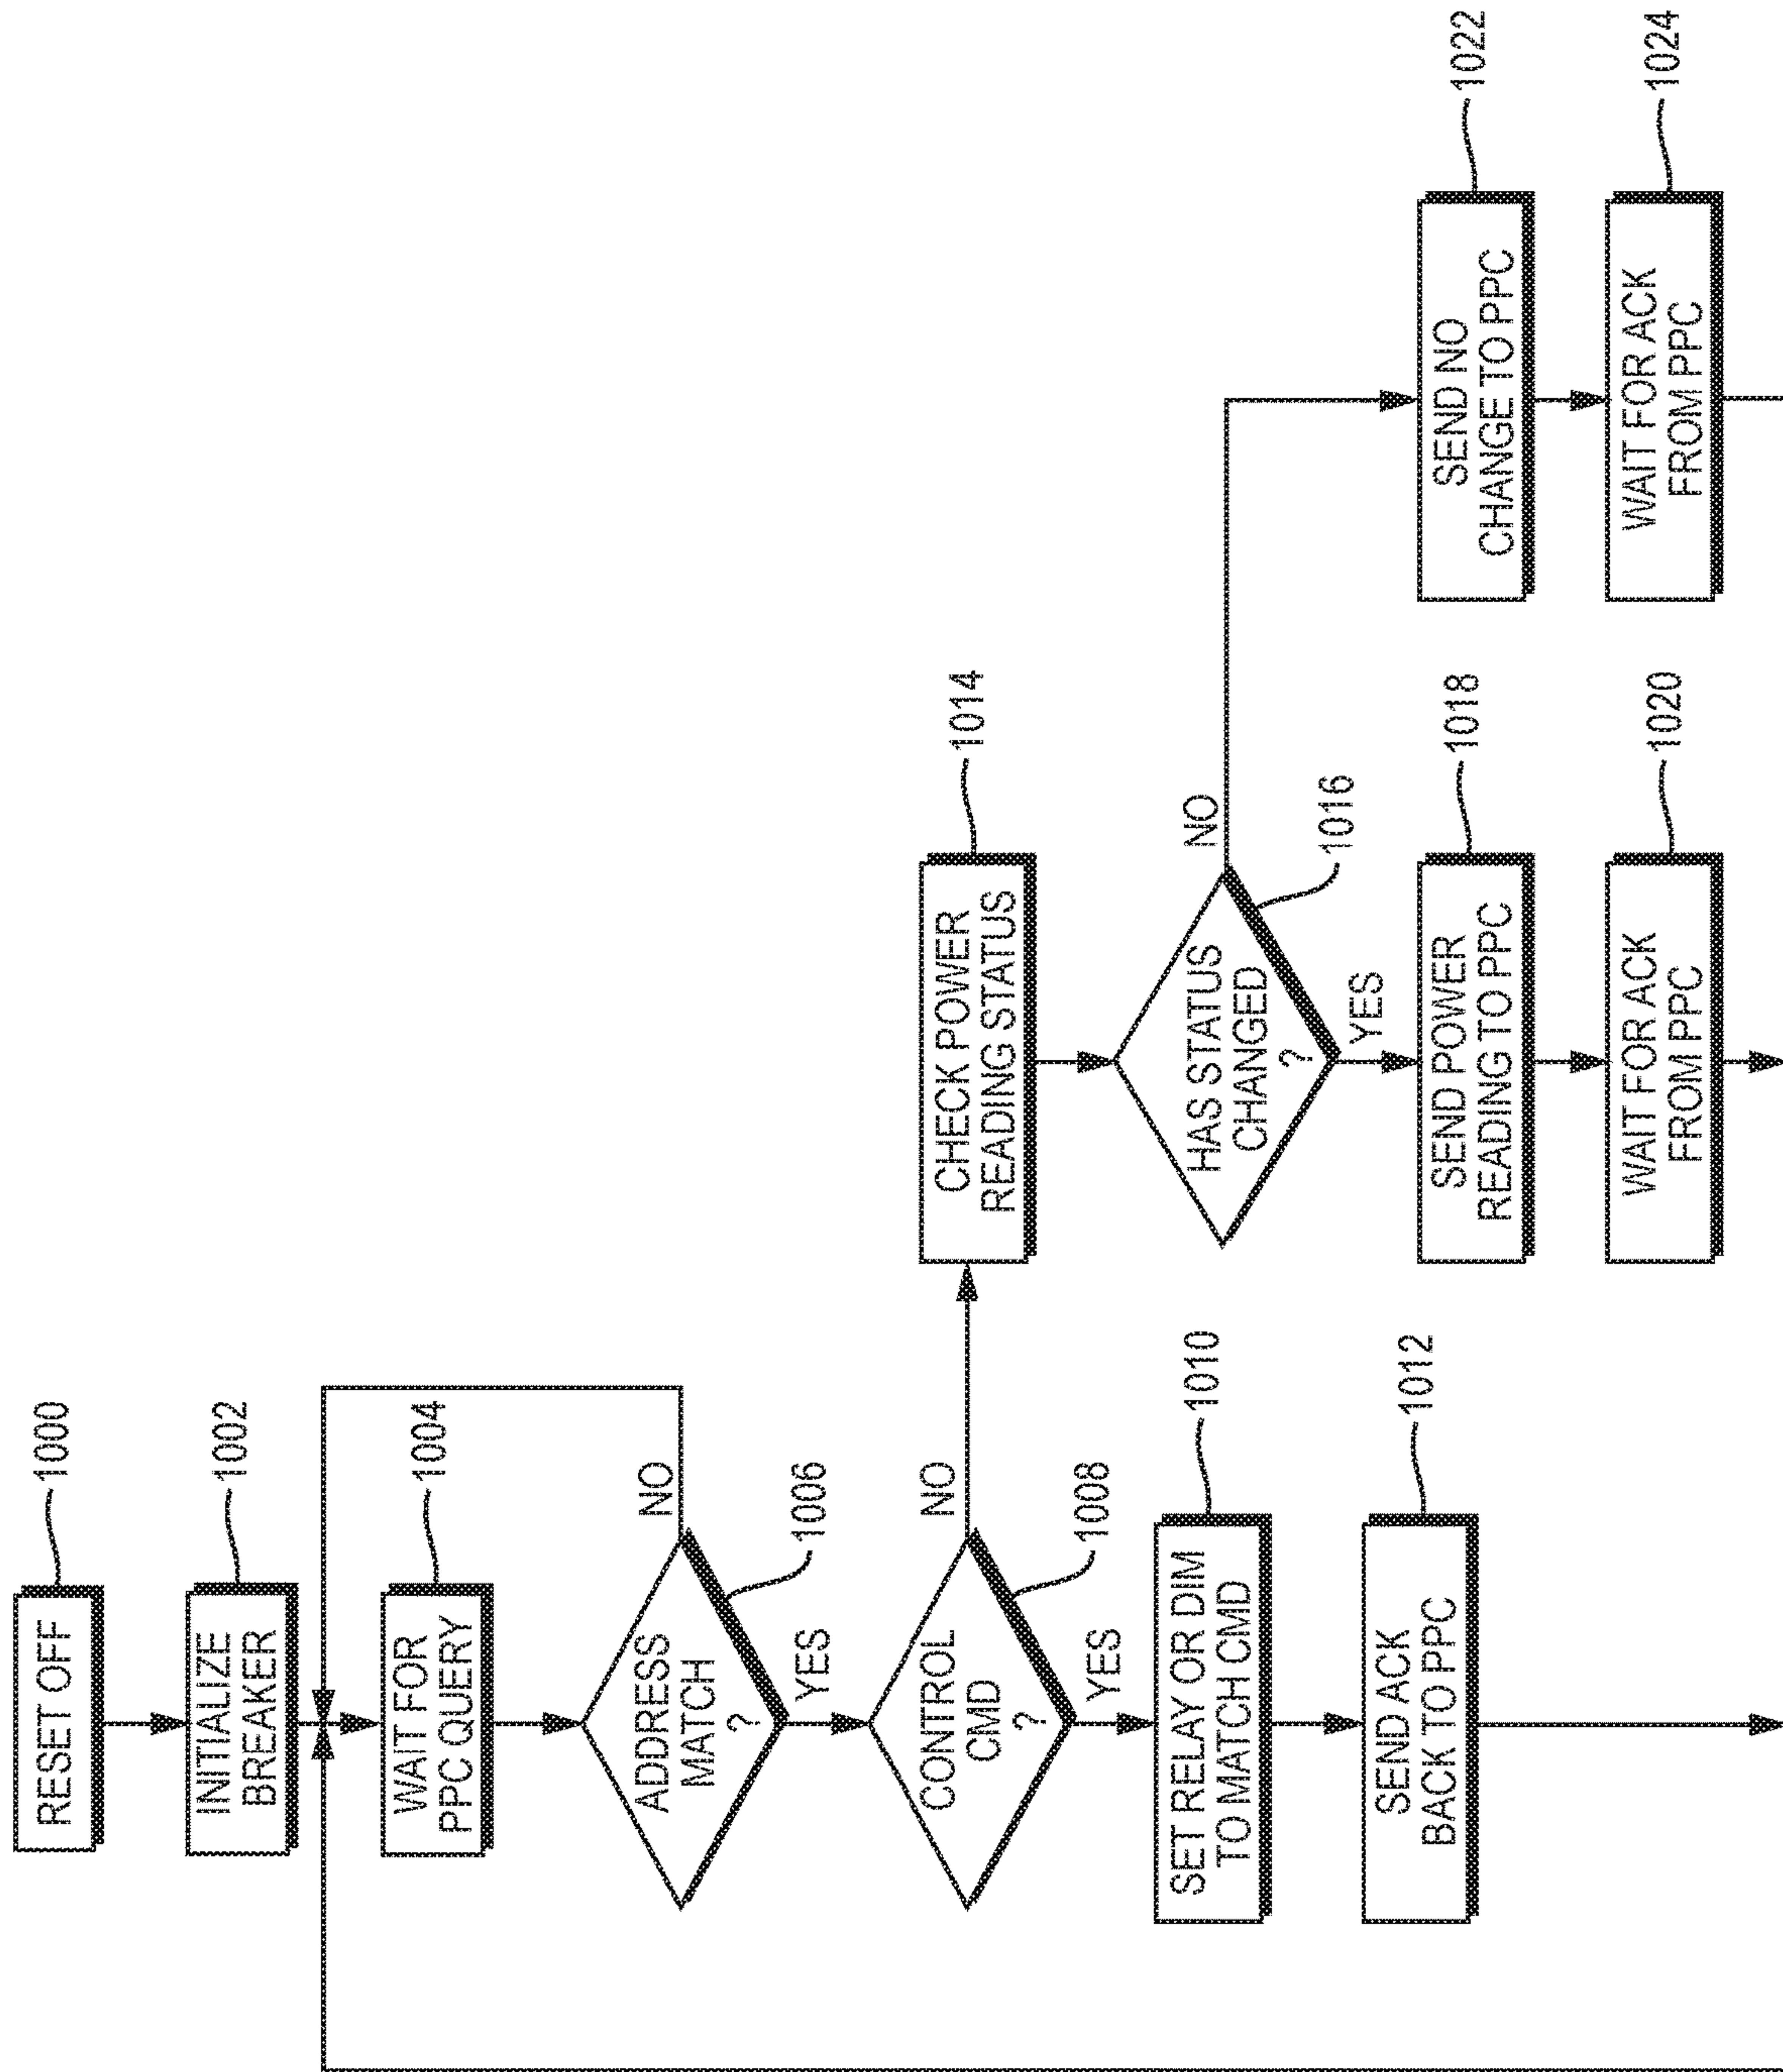 RESET OFF
1000
INITIALIZE
BREAKER
1002
WAIT FOR
PPC QUERY
1004
ADDRESS
MATCH
?
NO
1006
YES
CONTROL
CMD
?
NO
1008
YES
SET RELAY OR DIM
TO MATCH CMD
1010
SEND ACK
BACK TO PPC
1012
CHECK POWER
READING STATUS
1014
HAS STATUS
CHANGED
?
NO
1016
YES
SEND POWER
READING TO PPC
1018
WAIT FOR ACK
FROM PPC
1020
SEND NO
CHANGE TO PPC
1022
WAIT FOR ACK
FROM PPC
1024